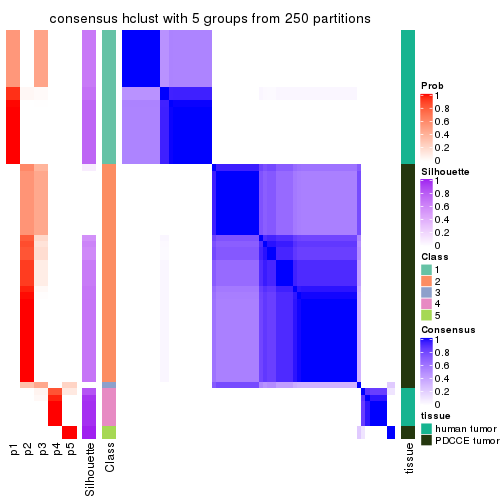 consensus hclust with 5 groups from 250 partitions
Prob
1
0.8
0.6
0.4
0.2
0
Silhouette
1
0.8
0.6
0.4
0.2
0
Class
1
2
3
4
5
Consensus
1
0.8
0.6
0.4
0.2
0
tissue
human tumor
PDCCE tumor
p1
p2
p3
p4
p5
Silhouette
Class
tissue